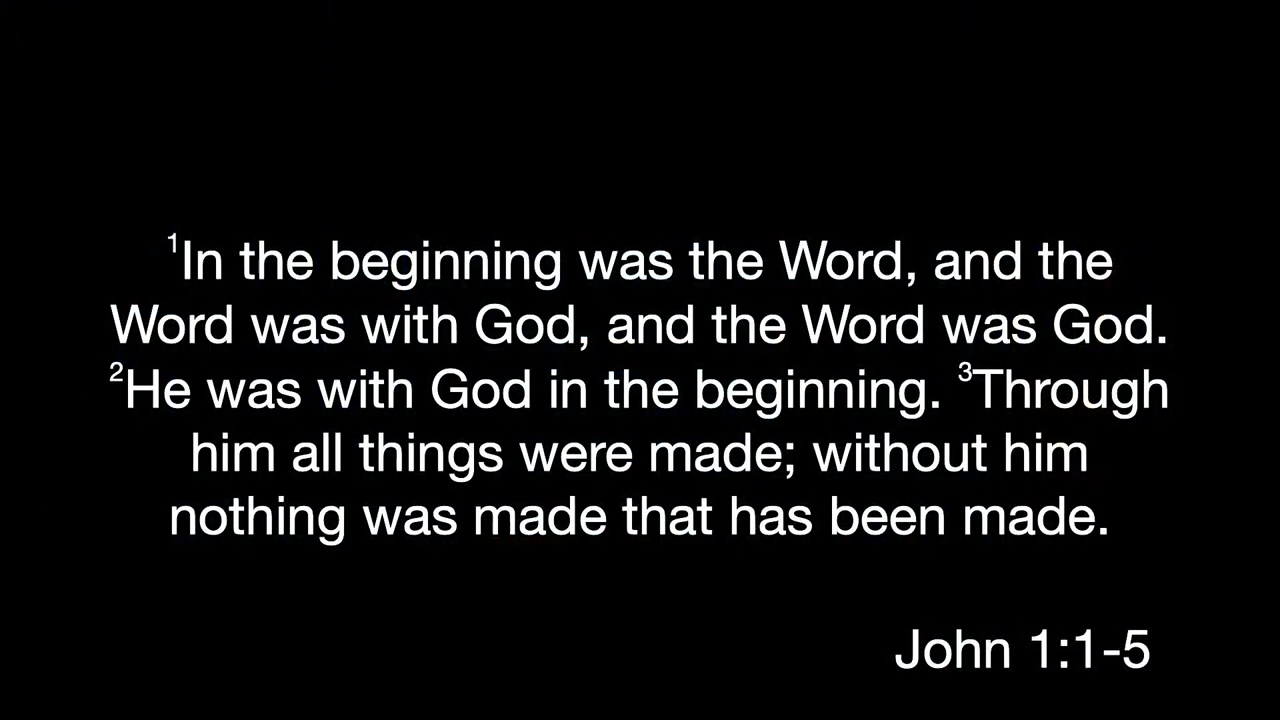 ¹In the beginning was the Word, and the
Word was with God, and the Word was God.
²He was with God in the beginning. ³Through
him all things were made; without him
nothing was made that has been made.
John 1:1-5